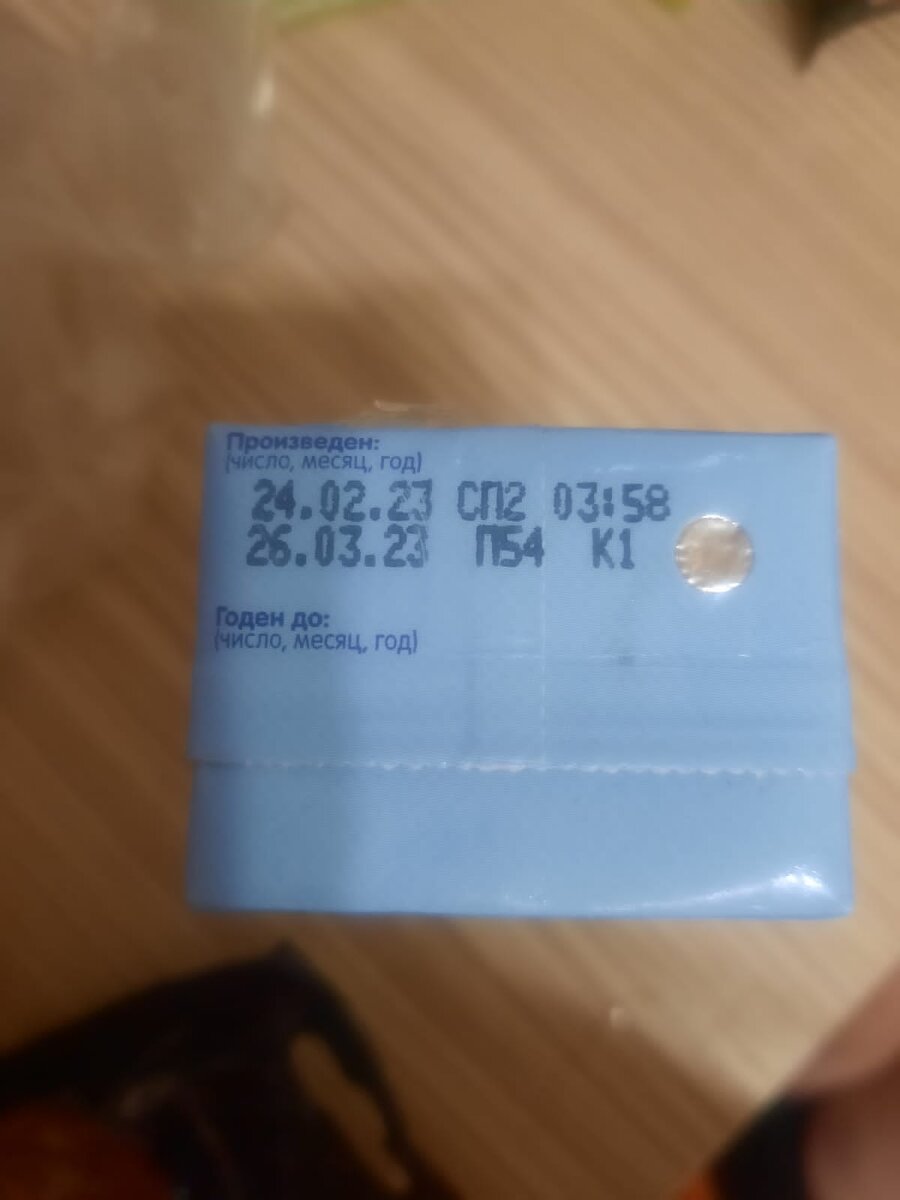 Произведен:
(число, месяц, год)
24.02.23 СП2 03:58
26.03.23 П54 К1
Годен до:
(число, месяц, год)